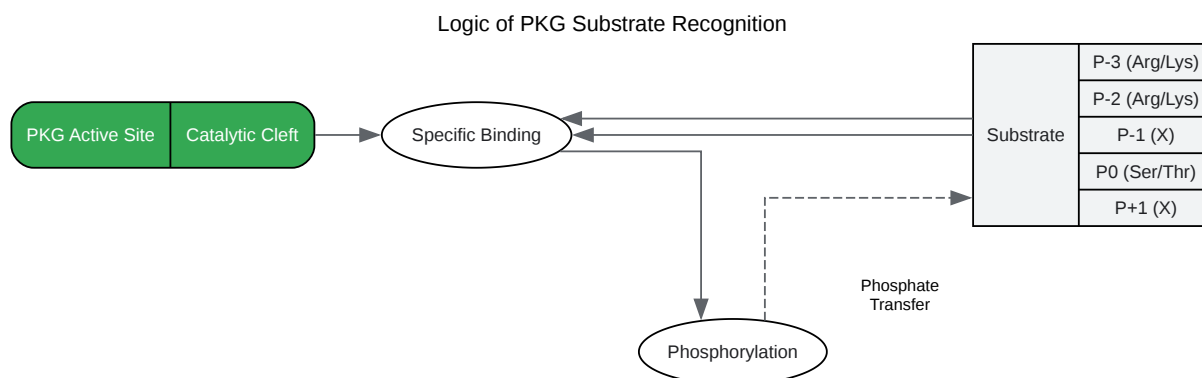 Logic of PKG Substrate Recognition
PKG Active Site
Catalytic Cleft
Specific Binding
Substrate
P-3 (Arg/Lys)
P-2 (Arg/Lys)
P-1 (X)
P0 (Ser/Thr)
P+1 (X)
Phosphate
Transfer
Phosphorylation